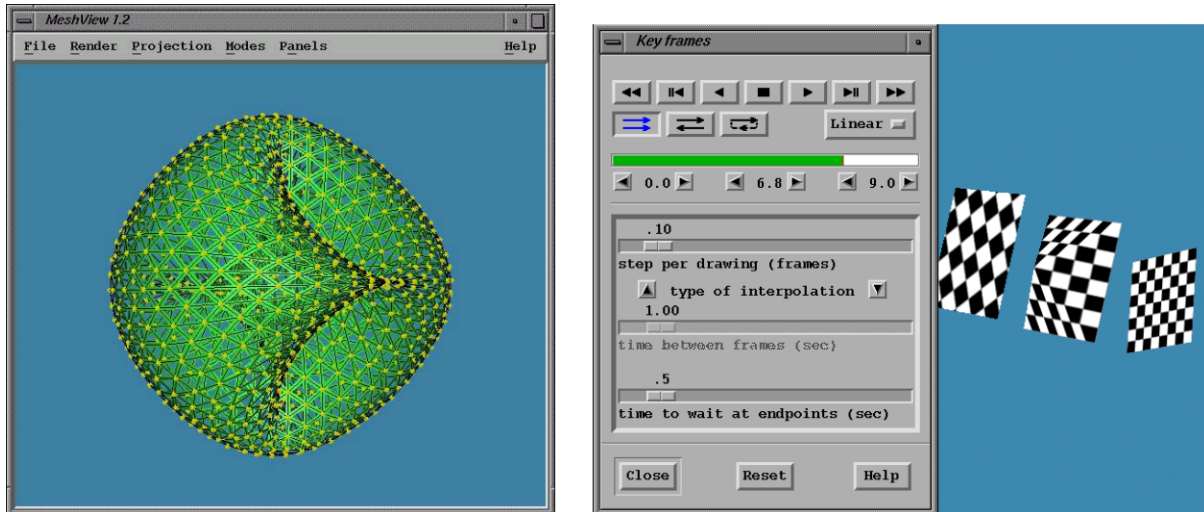 MeshView 1.2
File Render Projection Modes Panels Help
Key frames
Linear
0.0 6.8 9.0
.10
step per drawing (frames)
type of interpolation
1.00
time between frames (sec)
.5
time to wait at endpoints (sec)
Close Reset Help